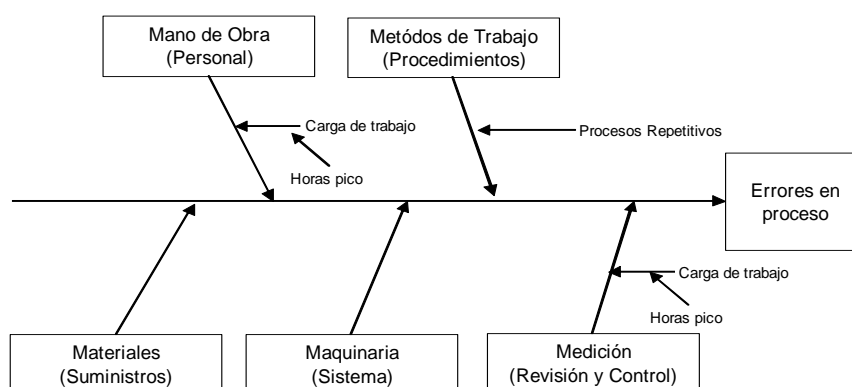 Mano de Obra
(Personal)
Metódos de Trabajo
(Procedimientos)
Carga de trabajo
Horas pico
Procesos Repetitivos
Errores en
proceso
Carga de trabajo
Horas pico
Materiales
(Suministros)
Maquinaria
(Sistema)
Medición
(Revisión y Control)